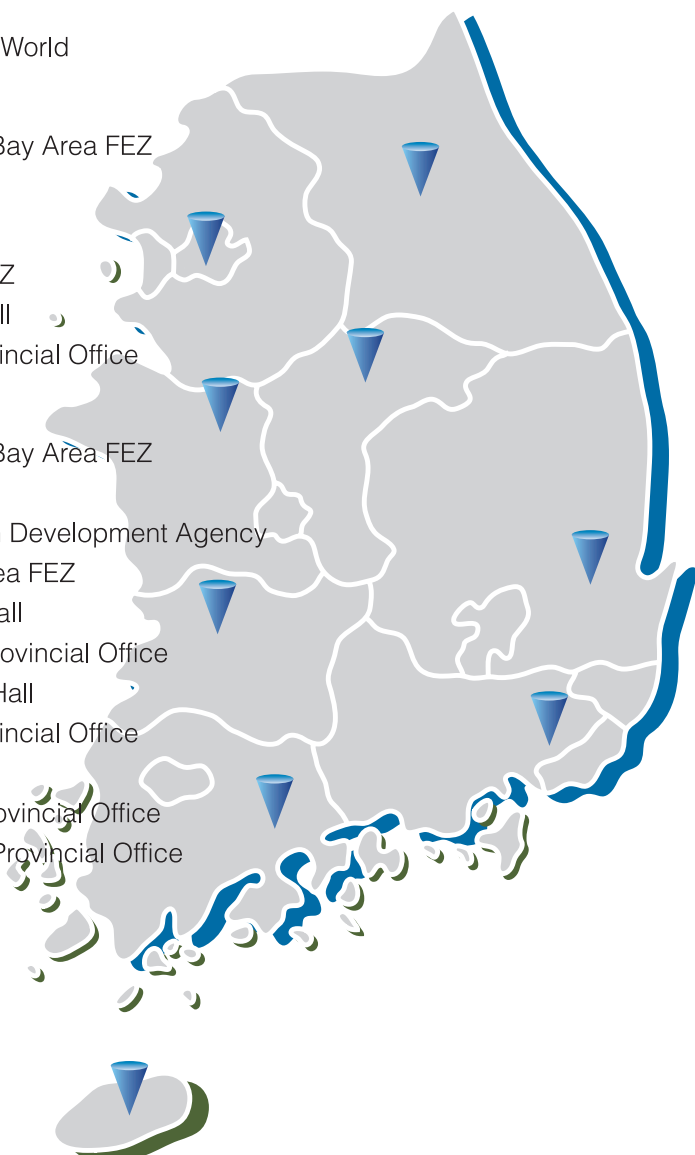 World
Bay Area FEZ
Z
ll
incial Office
Bay Area FEZ
Development Agency
ea FEZ
all
ovincial Office
Hall
incial Office
ovincial Office
Provincial Office